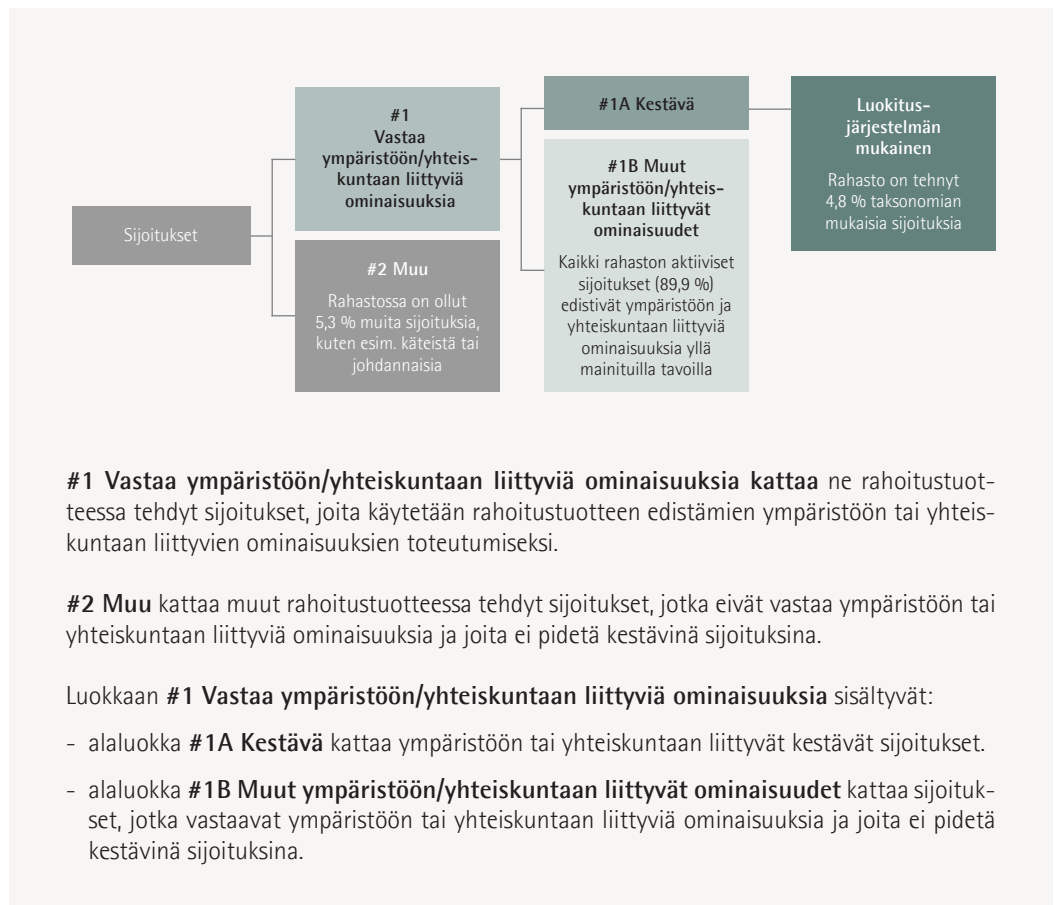 Sijoitukset
#1
Vastaa
ympäristöön/yhteis-
kuntaan liittyviä
ominaisuuksia
#2 Muu
Rahastossa on ollut
5,3 % muita sijoituksia,
kuten esim. käteistä tai
johdannaisia
#1A Kestävä
#1B Muut
ympäristöön/yhteis-
kuntaan liittyvät
ominaisuudet
Kaikki rahaston aktiiviset
sijoitukset (89,9 %)
edistivät ympäristöön ja
yhteiskuntaan liittyviä
ominaisuuksia yllä
mainituilla tavoilla
Luokitus-
järjestelmän
mukainen
Rahasto on tehnyt
4,8 % taksonomian
mukaisia sijoituksia
#1 Vastaa ympäristöön/yhteiskuntaan liittyviä ominaisuuksia kattaa ne rahoitustuot-
teessa tehdyt sijoitukset, joita käytetään rahoitustuotteen edistämien ympäristöön tai yhteis-
kuntaan liittyvien ominaisuuksien toteutumiseksi.
#2 Muu kattaa muut rahoitustuotteessa tehdyt sijoitukset, jotka eivät vastaa ympäristöön tai
yhteiskuntaan liittyviä ominaisuuksia ja joita ei pidetä kestävinä sijoituksina.
Luokkaan #1 Vastaa ympäristöön/yhteiskuntaan liittyviä ominaisuuksia sisältyvät:
- alaluokka #1A Kestävä kattaa ympäristöön tai yhteiskuntaan liittyvät kestävät sijoitukset.
- alaluokka #1B Muut ympäristöön/yhteiskuntaan liittyvät ominaisuudet kattaa sijoituk-
set, jotka vastaavat ympäristöön tai yhteiskuntaan liittyviä ominaisuuksia ja joita ei pidetä
kestävinä sijoituksina.